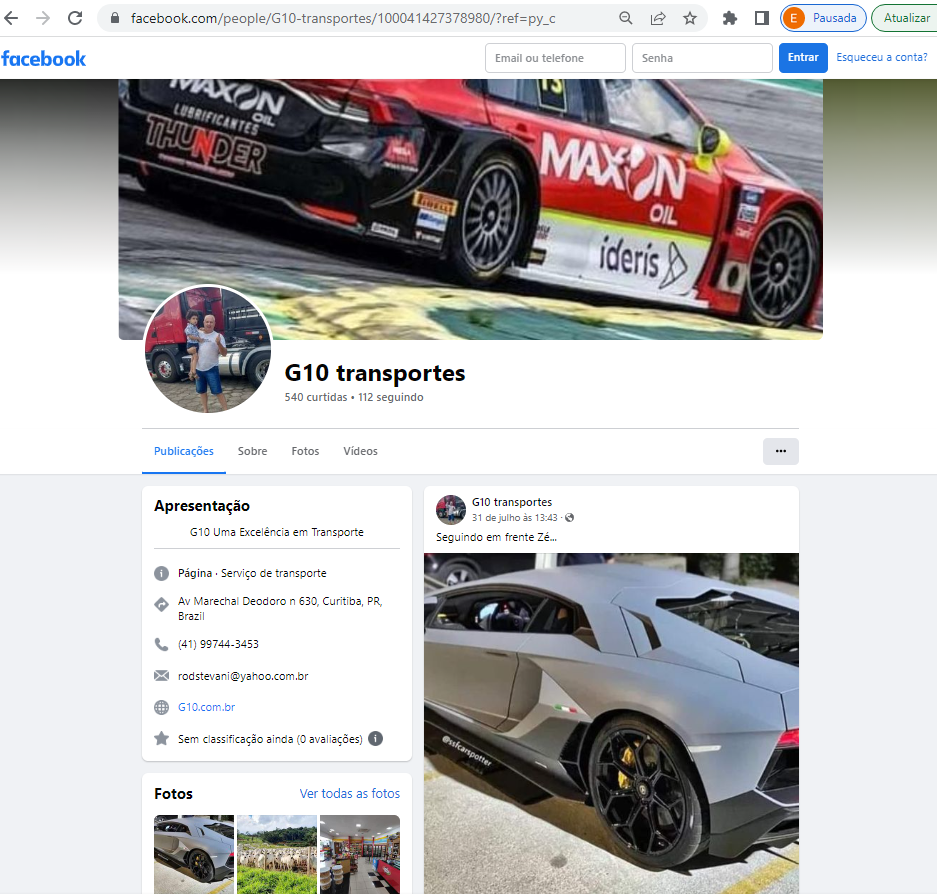 facebook.com/people/G10-transportes/100041427378980/?ref=py_c
E
Pausada
Atualizar
facebook
Email ou telefone
Senha
Entrar
Esqueceu a conta?
MAXON
OIL
LUBRIFICANTES
THUNDER
PIRELLI
MAXON
OIL
ideris
G10 transportes
540 curtidas • 112 seguindo
Publicações
Sobre
Fotos
Vídeos
Apresentação
G10 Uma Excelência em Transporte
Página · Serviço de transporte
Av Marechal Deodoro n 630, Curitiba, PR,
Brazil
(41) 99744-3453
rodstevani@yahoo.com.br
G10.com.br
Sem classificação ainda (0 avaliações)
Fotos
Ver todas as fotos
G10 transportes
31 de julho às 13:43 ·
Seguindo em frente Zé...
@ssfcarspotter